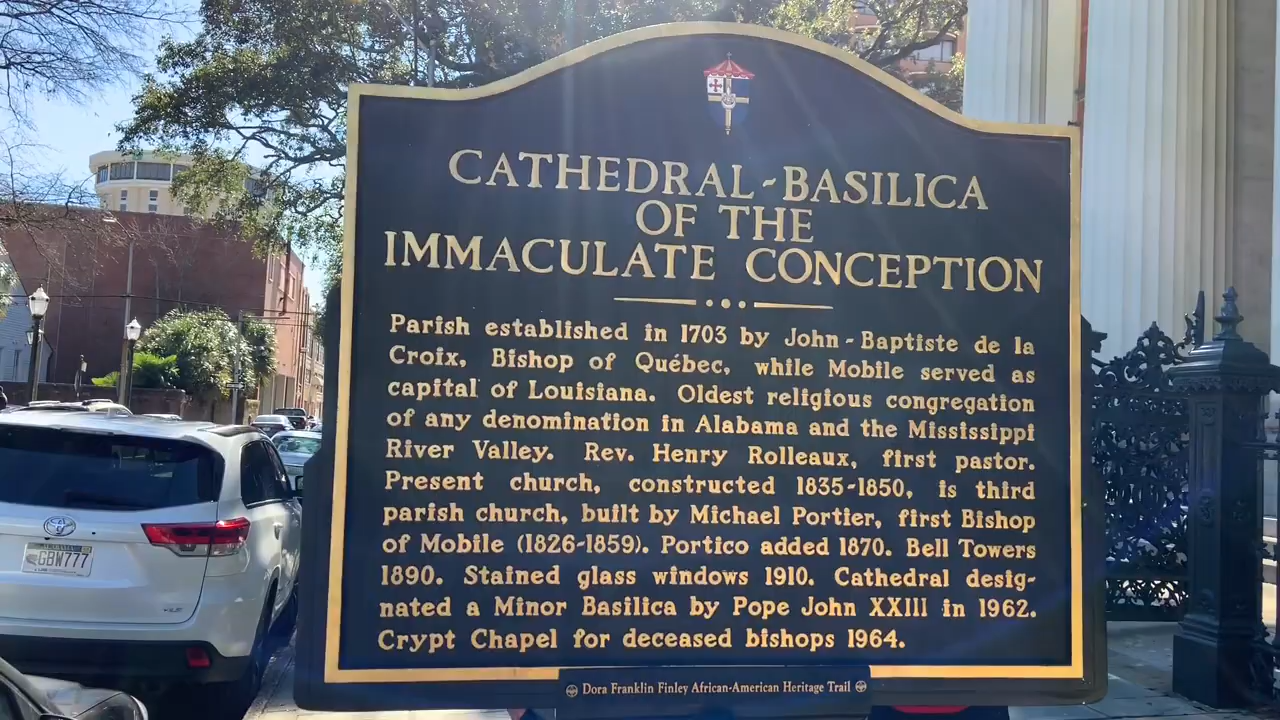 CATHEDRAL-BASILICA
OF THE
IMMACULATE CONCEPTION
Parish established in 1703 by John-Baptiste de la
Croix, Bishop of Québec, while Mobile served as
capital of Louisiana. Oldest religious congregation
of any denomination in Alabama and the Mississippi
River Valley. Rev. Henry Rolleaux, first pastor.
Present church, constructed 1835-1850, is third
parish church, built by Michael Portier, first Bishop
of Mobile (1826-1859). Portico added 1870. Bell Towers
1890. Stained glass windows 1910. Cathedral desig-
nated a Minor Basilica by Pope John XXIII in 1962.
Crypt Chapel for deceased bishops 1964.
Dora Franklin Finley African-American Heritage Trail
GBW777
XLE